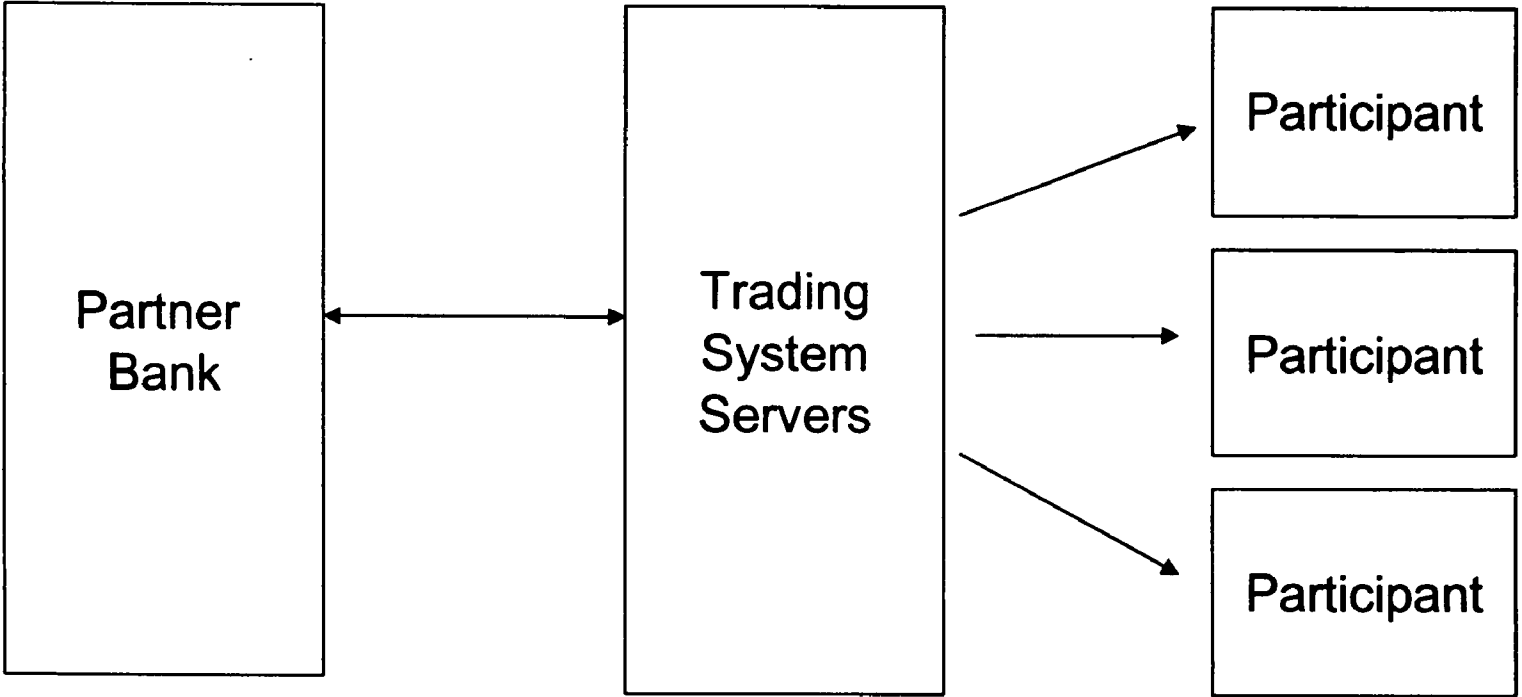 Partner
Bank
Trading
System
Servers
Participant
Participant
Participant